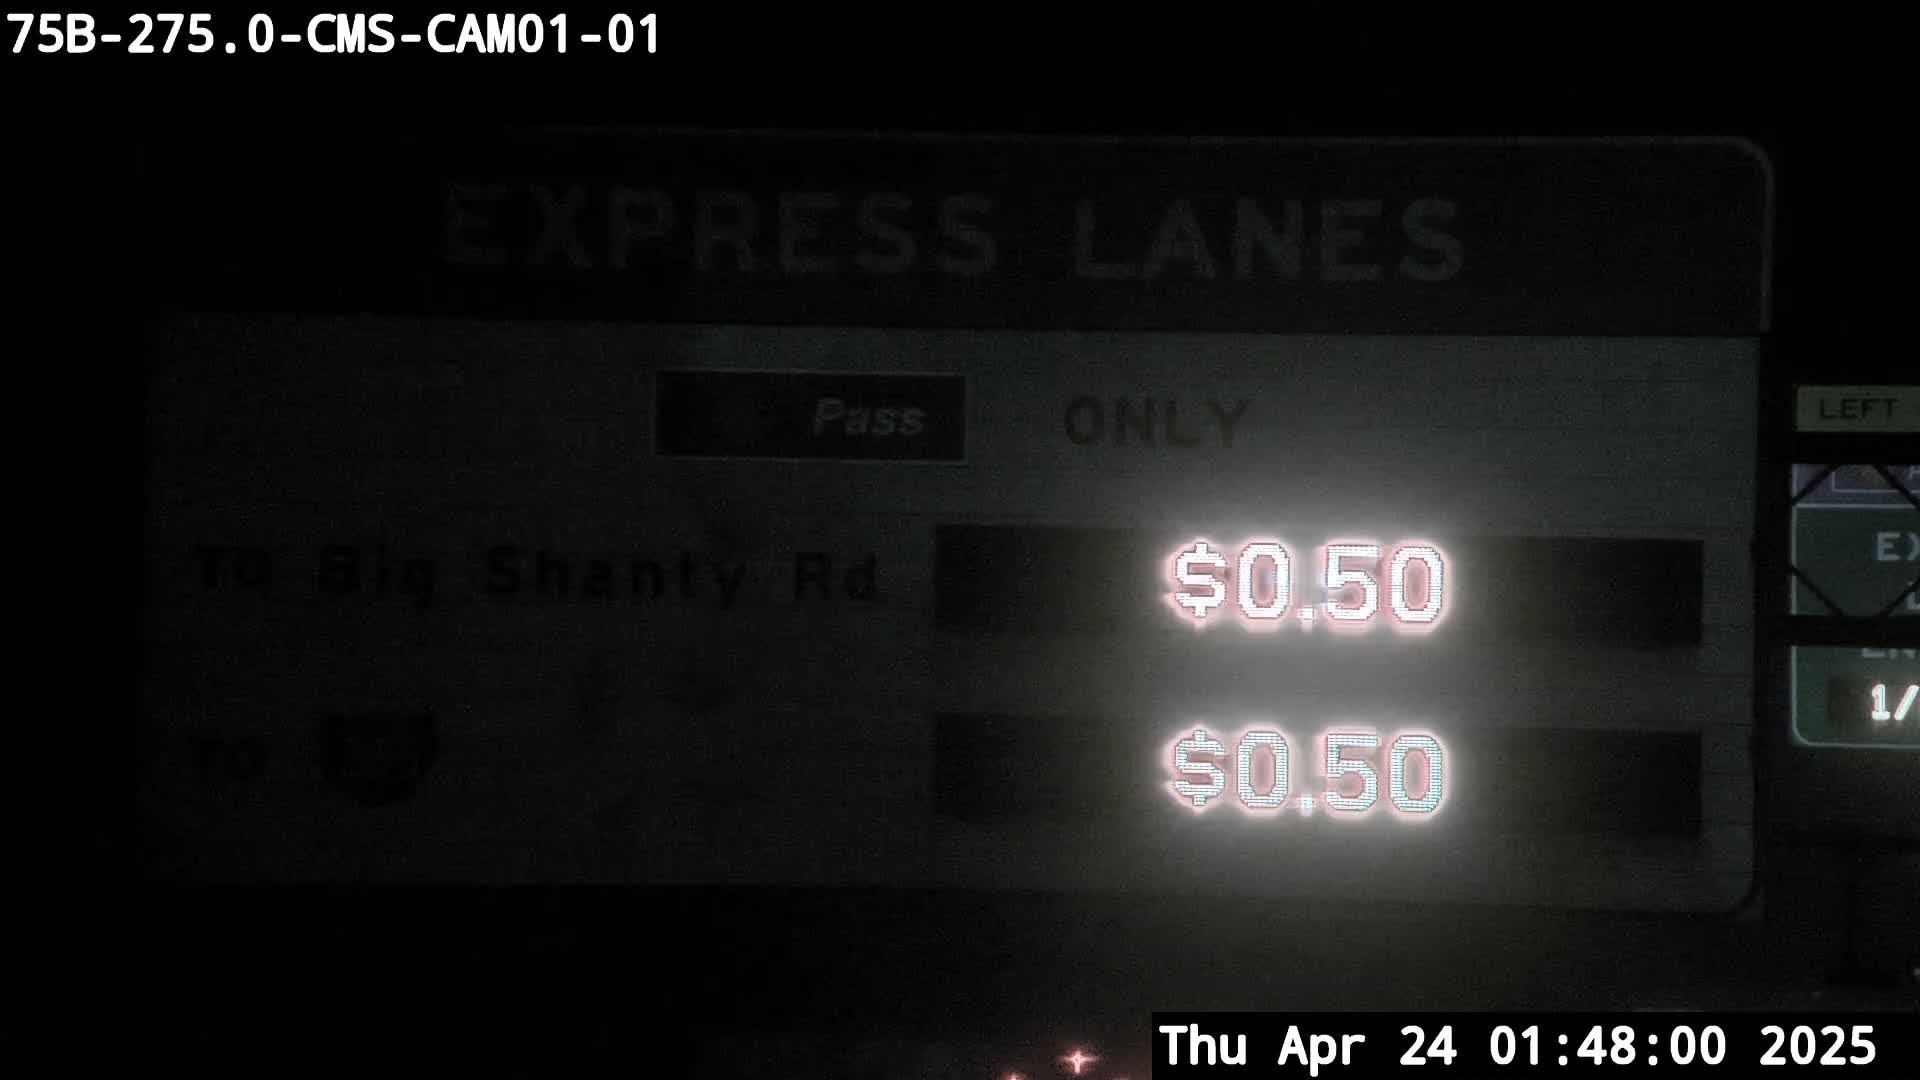 75B-275.0-CMS-CAM01-01
EXPRESS LANES
Pass ONLY
TO Big Shanty Rd $0.50
TO $0.50
LEFT
1/
Thu Apr 24 01:48:00 2025